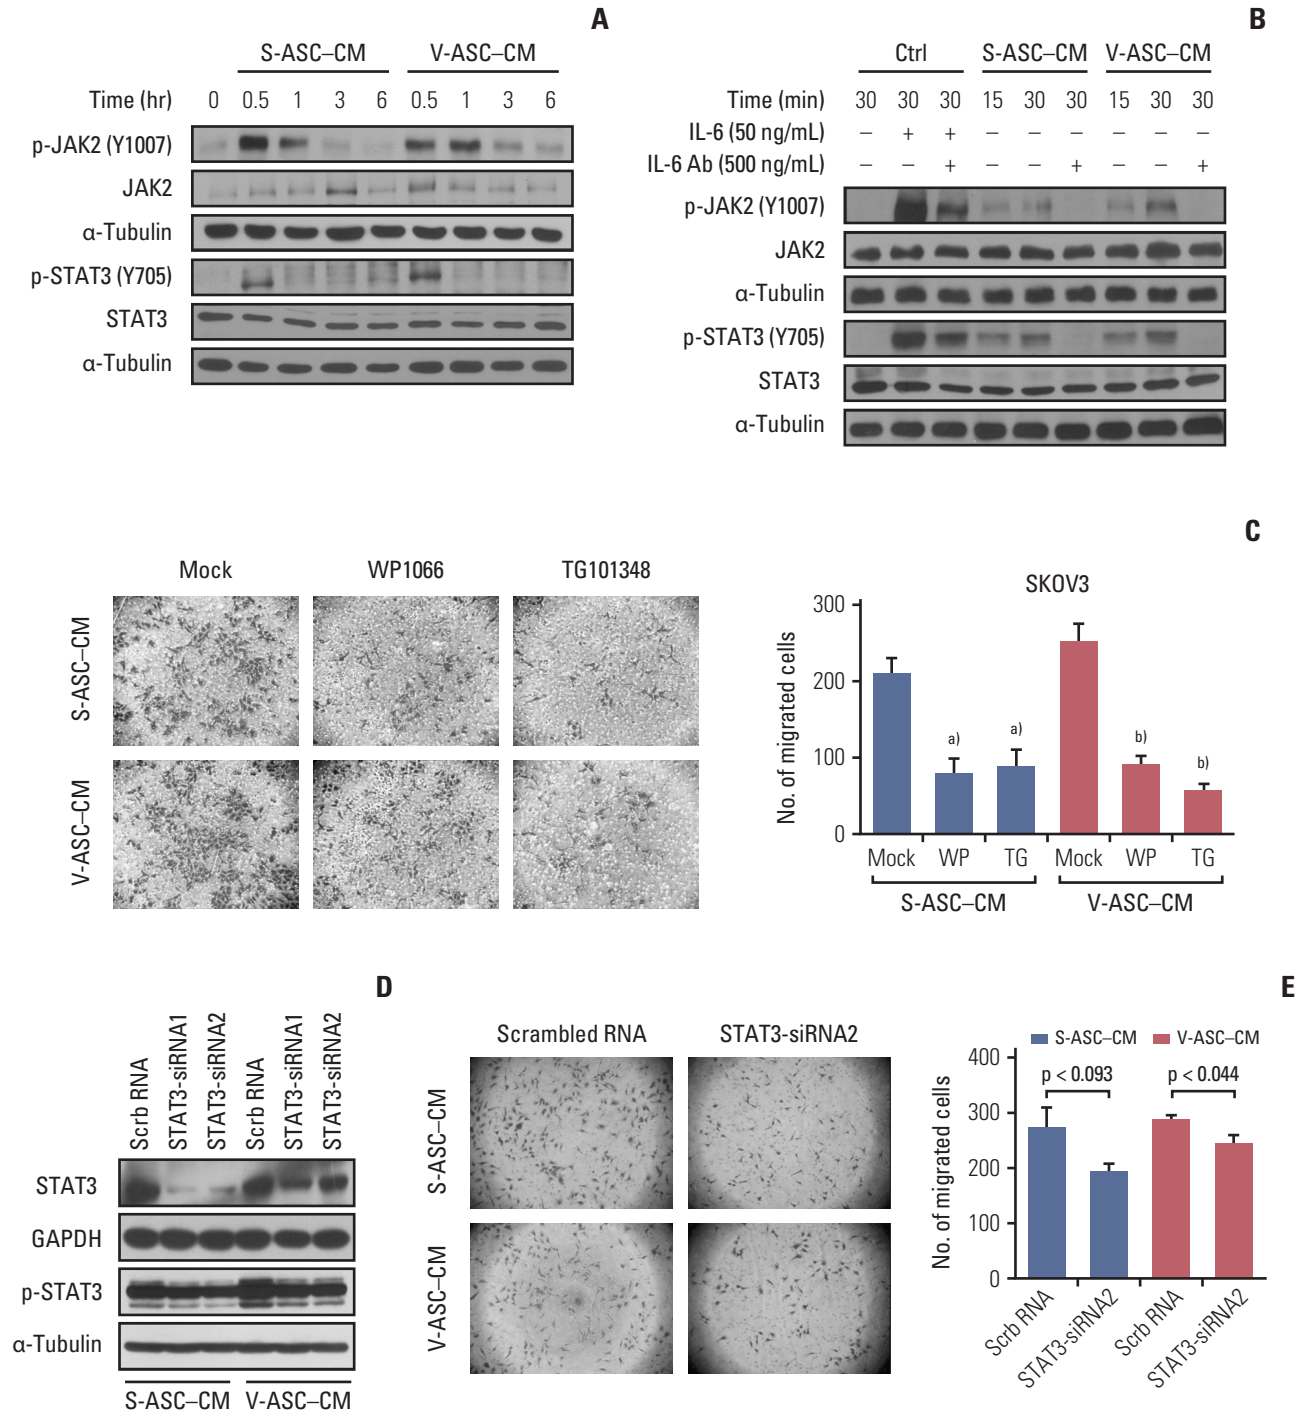 A
S-ASC–CM V-ASC–CM
Time (hr) 0 0.5 1 3 6 0.5 1 3 6
p-JAK2 (Y1007)
JAK2
α-Tubulin
p-STAT3 (Y705)
STAT3
α-Tubulin
B
Ctrl S-ASC–CM V-ASC–CM
Time (min) 30 30 30 15 30 30 15 30 30
IL-6 (50 ng/mL) – + + – – – – – –
IL-6 Ab (500 ng/mL) – – + – – + – – +
p-JAK2 (Y1007)
JAK2
α-Tubulin
p-STAT3 (Y705)
STAT3
α-Tubulin
C
Mock WP1066 TG101348
S-ASC–CM
V-ASC–CM
SKOV3
No. of migrated cells
300
200
100
0
a) a) b) b)
Mock WP TG Mock WP TG
S-ASC–CM V-ASC–CM
D
Scrb RNA STAT3-siRNA1 STAT3-siRNA2 Scrb RNA STAT3-siRNA1 STAT3-siRNA2
STAT3
GAPDH
p-STAT3
α-Tubulin
S-ASC–CM V-ASC–CM
E
Scrambled RNA STAT3-siRNA2
S-ASC–CM
V-ASC–CM
S-ASC–CM V-ASC–CM
No. of migrated cells
400
300
200
100
0
p < 0.093 p < 0.044
Scrb RNA STAT3-siRNA2 Scrb RNA STAT3-siRNA2